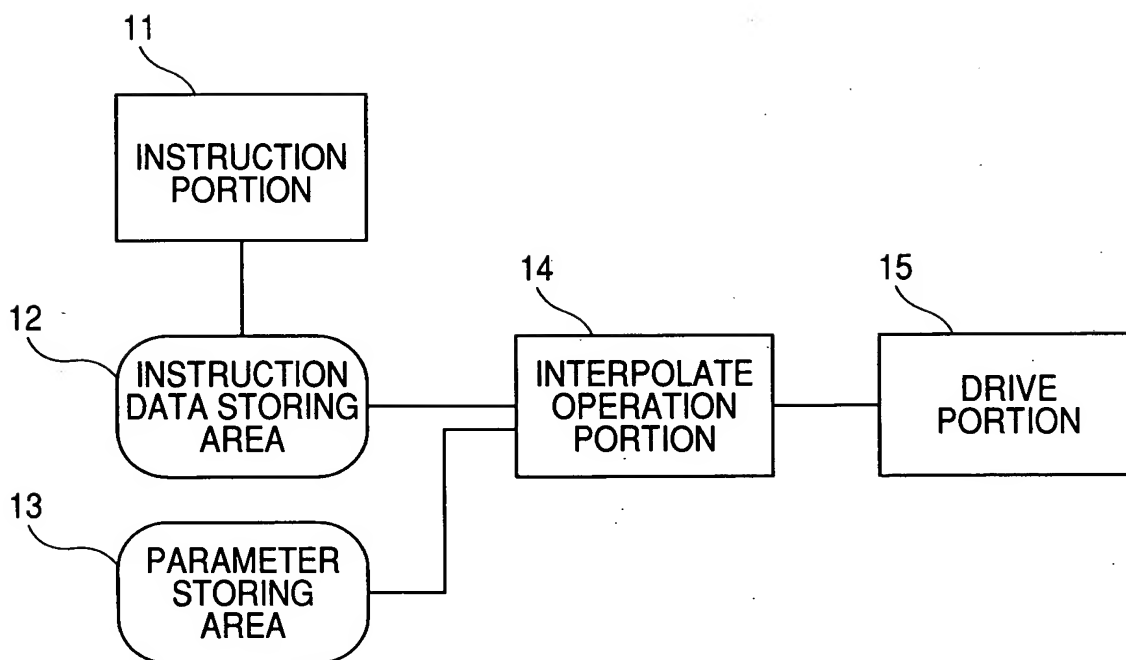 11
INSTRUCTION
PORTION
12
INSTRUCTION
DATA STORING
AREA
13
PARAMETER
STORING
AREA
14
INTERPOLATE
OPERATION
PORTION
15
DRIVE
PORTION